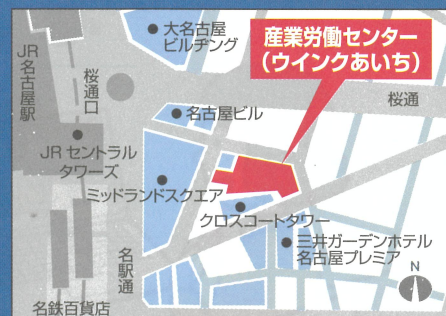 大名古屋
ビルヂング
産業労働センター
(ウインクあいち)
JR名古屋駅
桜通口
桜通
名古屋ビル
JRセントラル
タワーズ
ミッドランドスクエア
クロスコートタワー
三井ガーデンホテル
名古屋プレミア
名駅通
名鉄百貨店
N